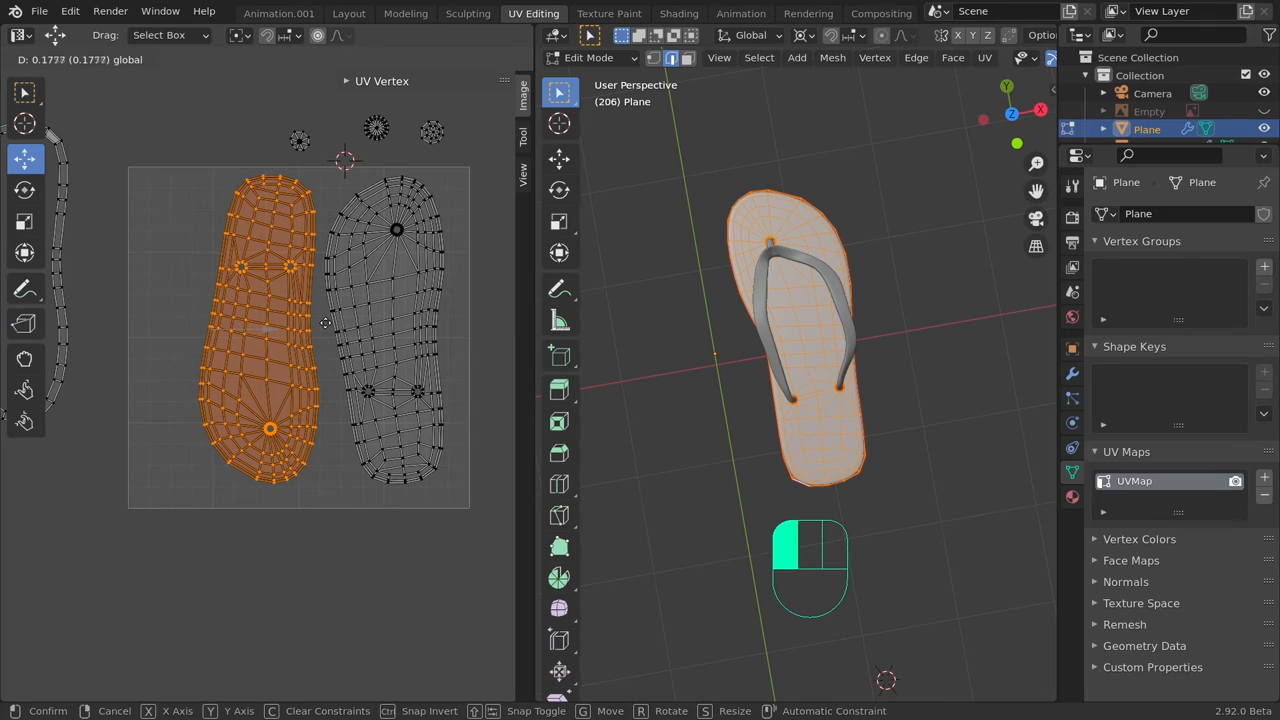 File Edit Render Window Help
Animation.001 Layout Modeling Sculpting UV Editing Texture Paint Shading Animation Rendering Compositing
Scene
View Layer
Drag: Select Box
Global
X Y Z
Optio
D: 0.1777 (0.1777) global
UV Vertex
Image
Tool
View
Edit Mode
View Select Add Mesh Vertex Edge Face UV
User Perspective
(206) Plane
Y
Z
X
Scene Collection
Collection
Camera
Empty
Plane
Plane Plane
Plane
Vertex Groups
Shape Keys
UV Maps
UVMap
Vertex Colors
Face Maps
Normals
Texture Space
Remesh
Geometry Data
Custom Properties
Confirm Cancel X X Axis Y Y Axis C Clear Constraints Ctrl Snap Invert Snap Toggle G Move R Rotate S Resize Automatic Constraint
2.92.0 Beta